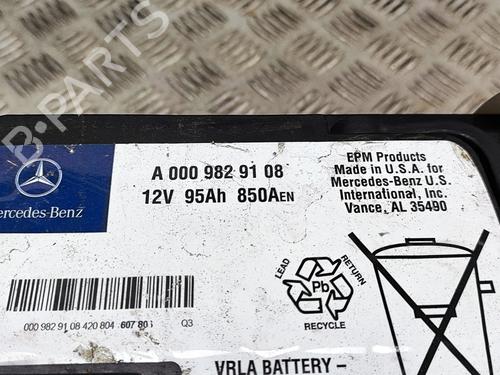 B-PARTS
Mercedes-Benz
A 000 982 91 08
12V 95Ah 850AEN
EPM Products
Made in U.S.A. for
Mercedes-Benz U.S.
International, Inc.
Vance, AL 35490
LEAD
RETURN
Pb
RECYCLE
000 982 91 08 420 804 607 80
Q3
VRLA BATTERY –